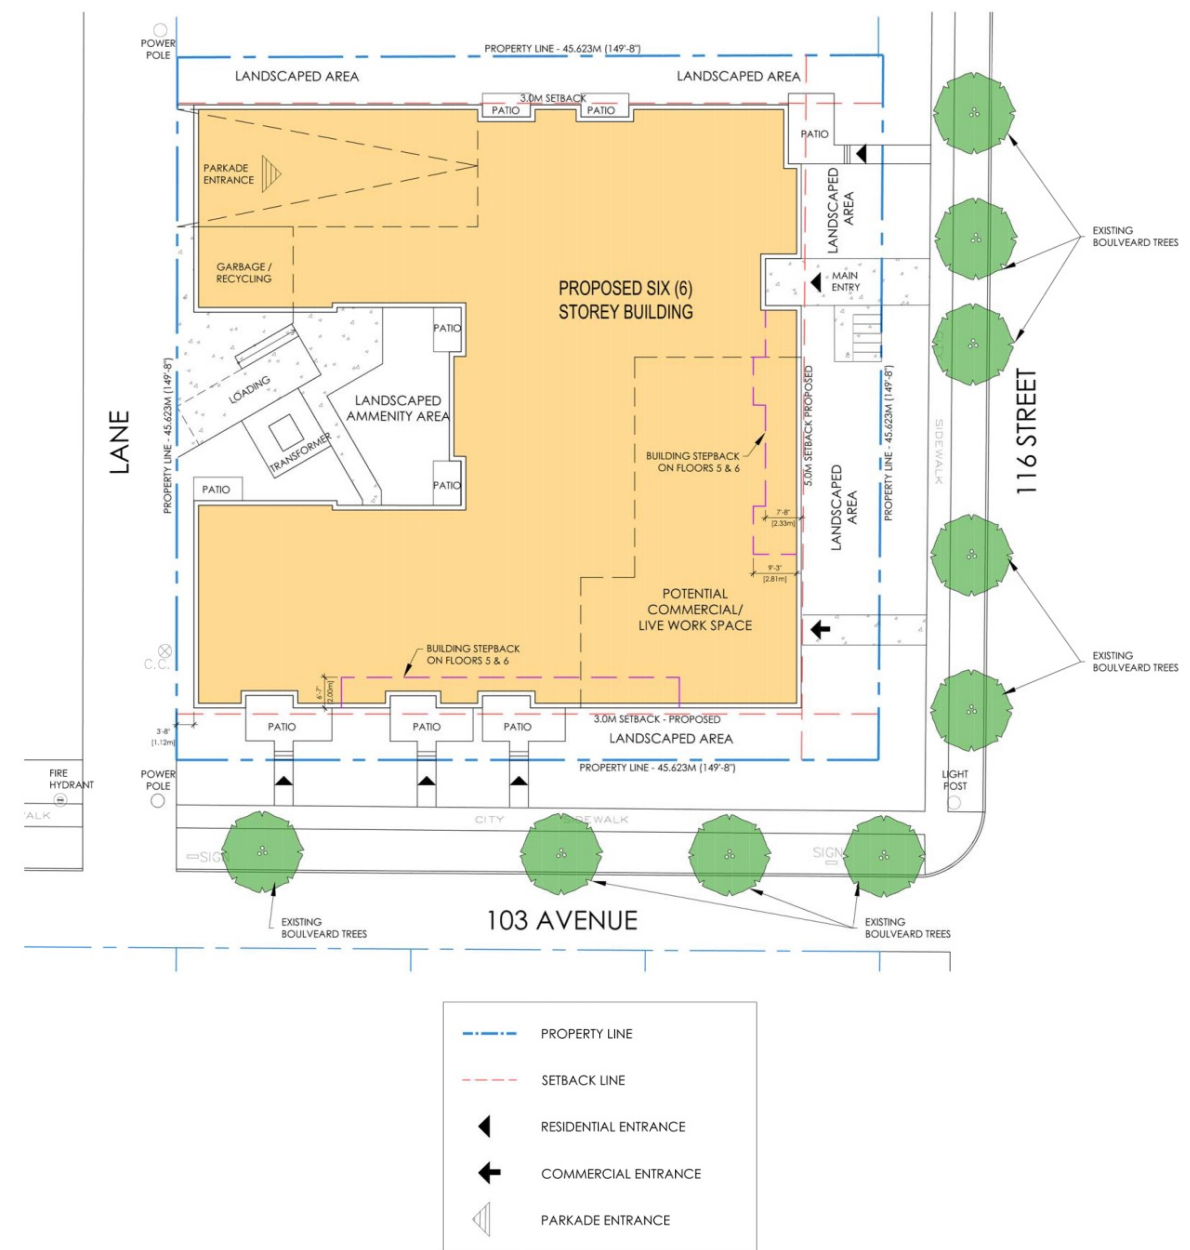 POWER
POLE
PROPERTY LINE - 45.623M (149'-8")
LANDSCAPED AREA
LANDSCAPED AREA
3.0M SETBACK
PATIO
PATIO
PATIO
PARKADE
ENTRANCE
LANDSCAPED
AREA
EXISTING
BOULVEARD TREES
GARBAGE /
RECYCLING
MAIN
ENTRY
PROPOSED SIX (6)
STOREY BUILDING
PATIO
CITY
LOADING
LANDSCAPED
AMMENITY AREA
TRANSFORMER
LANE
PROPERTY LINE - 45.623M (149'-8")
5.0M SETBACK PROPOSED
PROPERTY LINE - 45.623M (149'-8")
SIDEWALK
116 STREET
BUILDING STEPBACK
ON FLOORS 5 & 6
LANDSCAPED
AREA
PATIO
PATIO
7'-8"
[2.33m]
9'-3"
[2.81m]
POTENTIAL
COMMERCIAL/
LIVE WORK SPACE
C.C.
BUILDING STEPBACK
ON FLOORS 5 & 6
EXISTING
BOULVEARD TREES
6'-7"
[2.00m]
3'-8"
[1.12m]
PATIO
PATIO
PATIO
3.0M SETBACK - PROPOSED
LANDSCAPED AREA
PROPERTY LINE - 45.623M (149'-8")
FIRE
HYDRANT
POWER
POLE
LIGHT
POST
ALK
CITY
SIDEWALK
SIGN
SIGN
EXISTING
BOULVEARD TREES
103 AVENUE
EXISTING
BOULVEARD TREES
PROPERTY LINE
SETBACK LINE
RESIDENTIAL ENTRANCE
COMMERCIAL ENTRANCE
PARKADE ENTRANCE